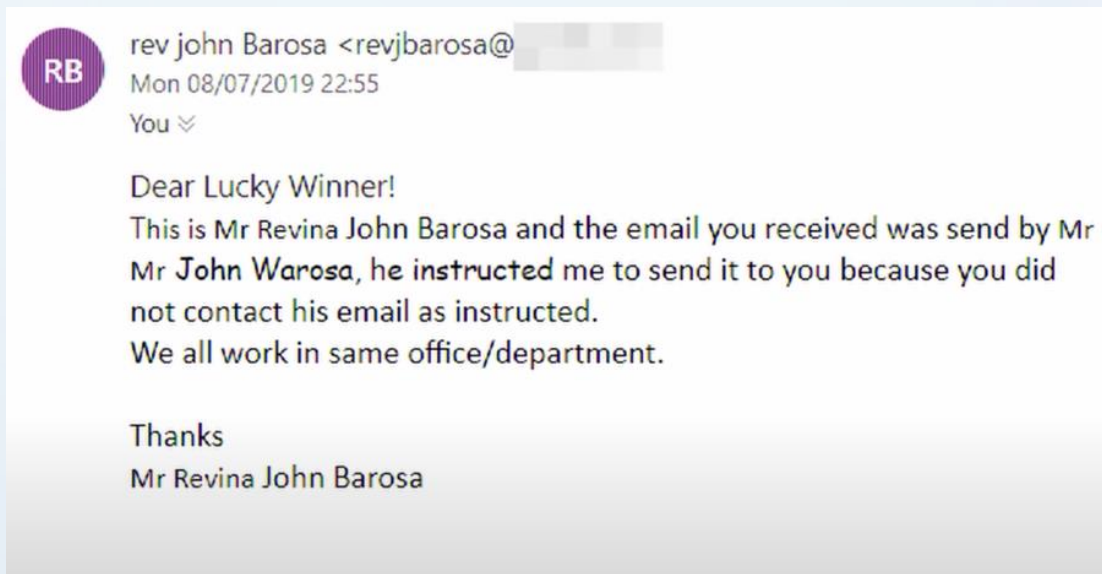 RB
rev john Barosa <revjbarosa@
Mon 08/07/2019 22:55
You
Dear Lucky Winner!
This is Mr Revina John Barosa and the email you received was send by Mr
Mr John Warosa, he instructed me to send it to you because you did
not contact his email as instructed.
We all work in same office/department.
Thanks
Mr Revina John Barosa